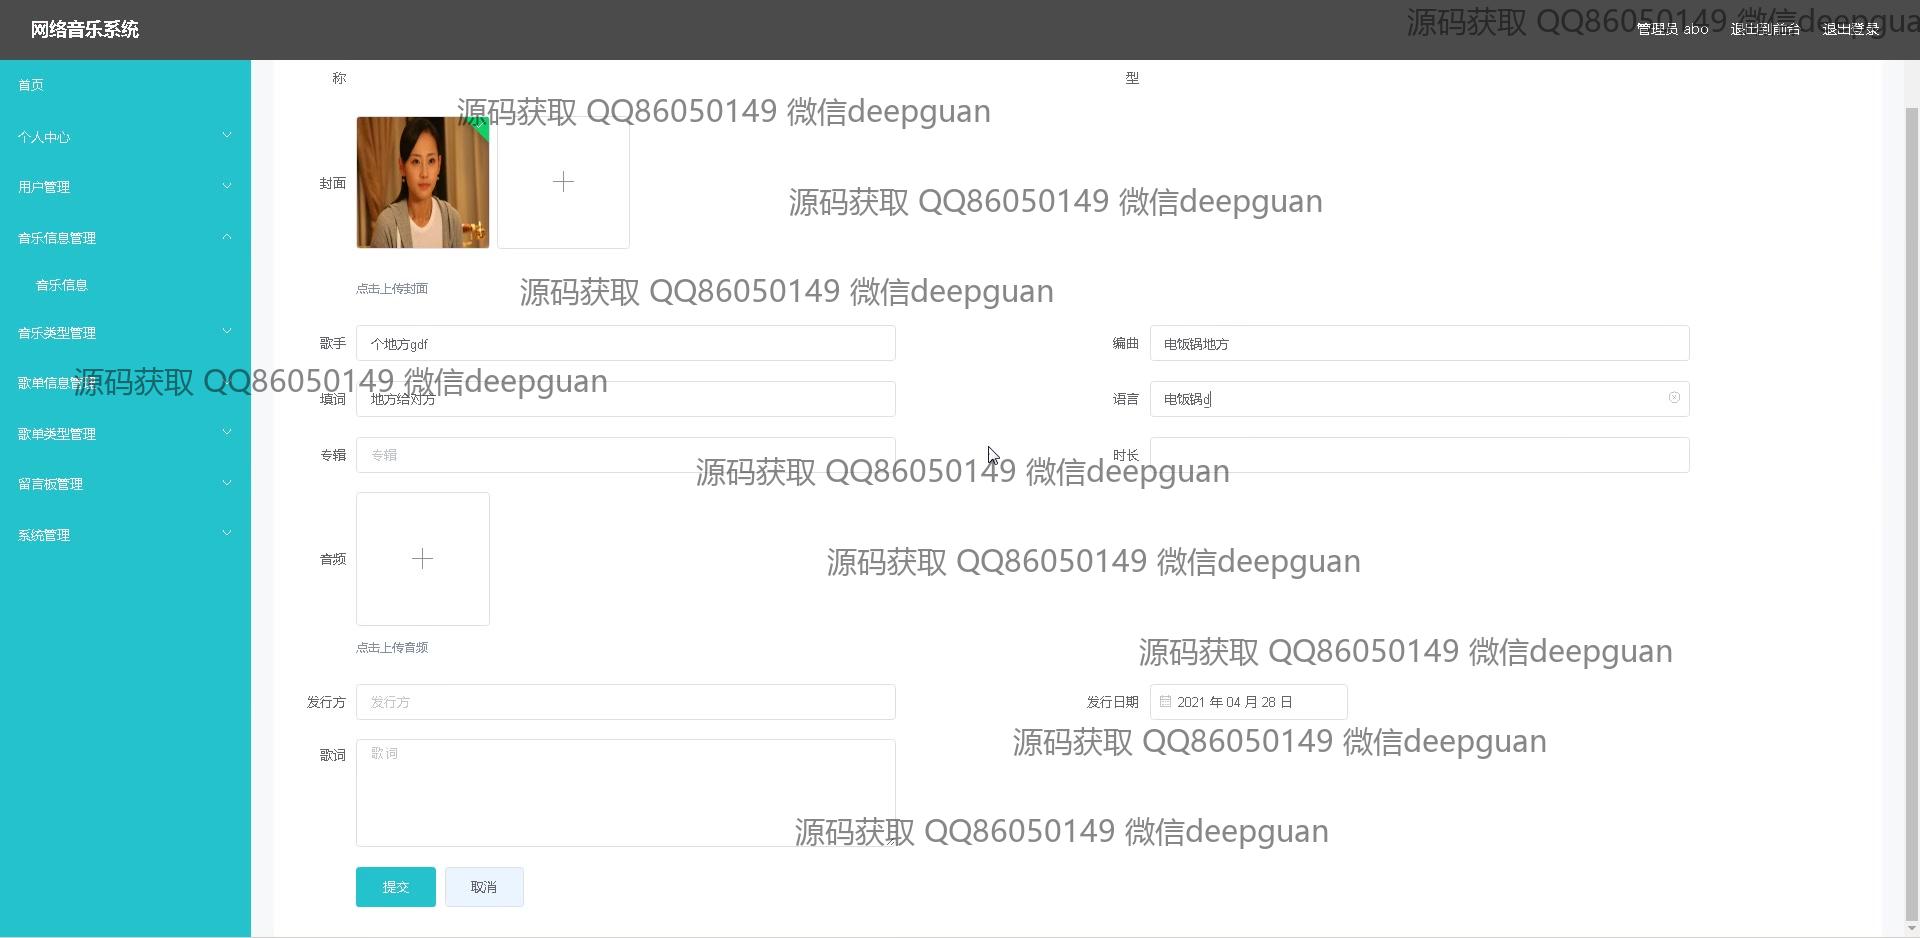 网络音乐系统
源码获取 QQ86050149 微信deepgua
管理员 abo
退出到前台
退出登录
首页
个人中心
用户管理
音乐信息管理
音乐信息
音乐类型管理
歌单信息管理
歌单类型管理
留言板管理
系统管理
称
型
源码获取 QQ86050149 微信deepguan
封面
源码获取 QQ86050149 微信deepguan
点击上传封面
源码获取 QQ86050149 微信deepguan
歌手
个地方gdf
编曲
电饭锅地方
源码获取 QQ86050149 微信deepguan
填词
地方给对方
语言
电饭锅d
专辑
专辑
时长
源码获取 QQ86050149 微信deepguan
音频
源码获取 QQ86050149 微信deepguan
点击上传音频
源码获取 QQ86050149 微信deepguan
发行方
发行方
发行日期
2021 年 04 月 28 日
源码获取 QQ86050149 微信deepguan
歌词
歌词
源码获取 QQ86050149 微信deepguan
提交
取消